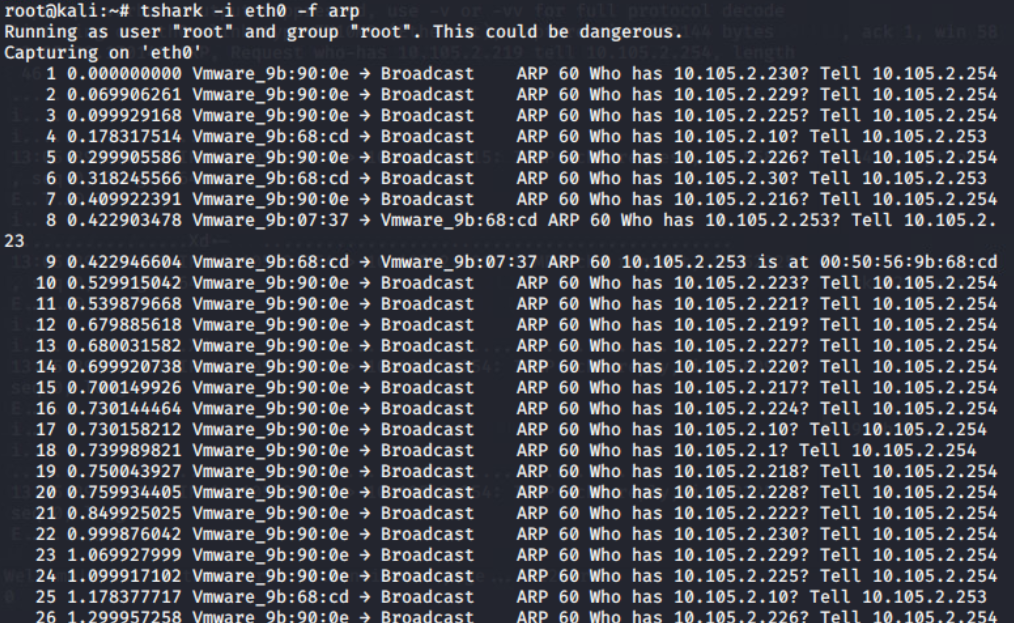 root@kali:~# tshark -i eth0 -f arp
Running as user "root" and group "root". This could be dangerous.
Capturing on 'eth0'
1 0.000000000 Vmware_9b:90:0e → Broadcast ARP 60 Who has 10.105.2.230? Tell 10.105.2.254
2 0.069906261 Vmware_9b:90:0e → Broadcast ARP 60 Who has 10.105.2.229? Tell 10.105.2.254
3 0.099929168 Vmware_9b:90:0e → Broadcast ARP 60 Who has 10.105.2.225? Tell 10.105.2.254
4 0.178317514 Vmware_9b:68:cd → Broadcast ARP 60 Who has 10.105.2.10? Tell 10.105.2.253
5 0.299905586 Vmware_9b:90:0e → Broadcast ARP 60 Who has 10.105.2.226? Tell 10.105.2.254
6 0.318245566 Vmware_9b:68:cd → Broadcast ARP 60 Who has 10.105.2.30? Tell 10.105.2.253
7 0.409922391 Vmware_9b:90:0e → Broadcast ARP 60 Who has 10.105.2.216? Tell 10.105.2.254
8 0.422903478 Vmware_9b:07:37 → Vmware_9b:68:cd ARP 60 Who has 10.105.2.253? Tell 10.105.2.
23
9 0.422946604 Vmware_9b:68:cd → Vmware_9b:07:37 ARP 60 10.105.2.253 is at 00:50:56:9b:68:cd
10 0.529915042 Vmware_9b:90:0e → Broadcast ARP 60 Who has 10.105.2.223? Tell 10.105.2.254
11 0.539879668 Vmware_9b:90:0e → Broadcast ARP 60 Who has 10.105.2.221? Tell 10.105.2.254
12 0.679885618 Vmware_9b:90:0e → Broadcast ARP 60 Who has 10.105.2.219? Tell 10.105.2.254
13 0.680031582 Vmware_9b:90:0e → Broadcast ARP 60 Who has 10.105.2.227? Tell 10.105.2.254
14 0.699920738 Vmware_9b:90:0e → Broadcast ARP 60 Who has 10.105.2.220? Tell 10.105.2.254
15 0.700149926 Vmware_9b:90:0e → Broadcast ARP 60 Who has 10.105.2.217? Tell 10.105.2.254
16 0.730144464 Vmware_9b:90:0e → Broadcast ARP 60 Who has 10.105.2.224? Tell 10.105.2.254
17 0.730158212 Vmware_9b:90:0e → Broadcast ARP 60 Who has 10.105.2.10? Tell 10.105.2.254
18 0.739989821 Vmware_9b:90:0e → Broadcast ARP 60 Who has 10.105.2.1? Tell 10.105.2.254
19 0.750043927 Vmware_9b:90:0e → Broadcast ARP 60 Who has 10.105.2.218? Tell 10.105.2.254
20 0.759934405 Vmware_9b:90:0e → Broadcast ARP 60 Who has 10.105.2.228? Tell 10.105.2.254
21 0.849925025 Vmware_9b:90:0e → Broadcast ARP 60 Who has 10.105.2.222? Tell 10.105.2.254
22 0.999876042 Vmware_9b:90:0e → Broadcast ARP 60 Who has 10.105.2.230? Tell 10.105.2.254
23 1.069927999 Vmware_9b:90:0e → Broadcast ARP 60 Who has 10.105.2.229? Tell 10.105.2.254
24 1.099917102 Vmware_9b:90:0e → Broadcast ARP 60 Who has 10.105.2.225? Tell 10.105.2.254
25 1.178377717 Vmware_9b:68:cd → Broadcast ARP 60 Who has 10.105.2.10? Tell 10.105.2.253
26 1.299957258 Vmware_9b:90:0e → Broadcast ARP 60 Who has 10.105.2.226? Tell 10.105.2.254